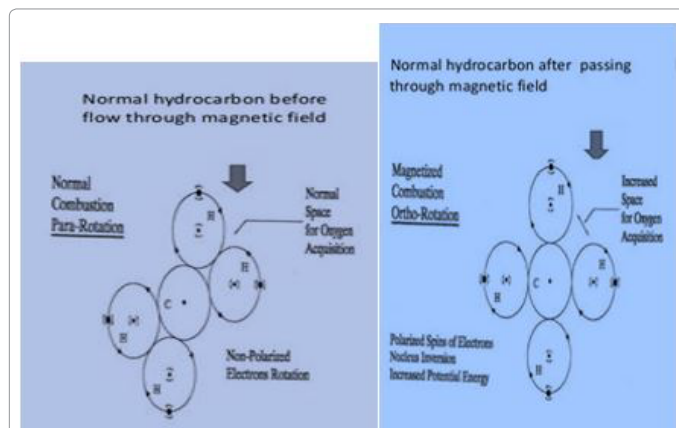 Normal hydrocarbon before
flow through magnetic field
Normal
Combustion
Para-Rotation
Normal
Space
for Oxygen
Acquisition
H
H
C
H
H
Non-Polarized
Electrons Rotation
Normal hydrocarbon after passing
through magnetic field
Magnetized
Combustion
Ortho-Rotation
Increased
Space
for Oxygen
Acquisition
H
H
C
H
H
Polarized Spins of Electrons
Nucleus Inversion
Increased Potential Energy